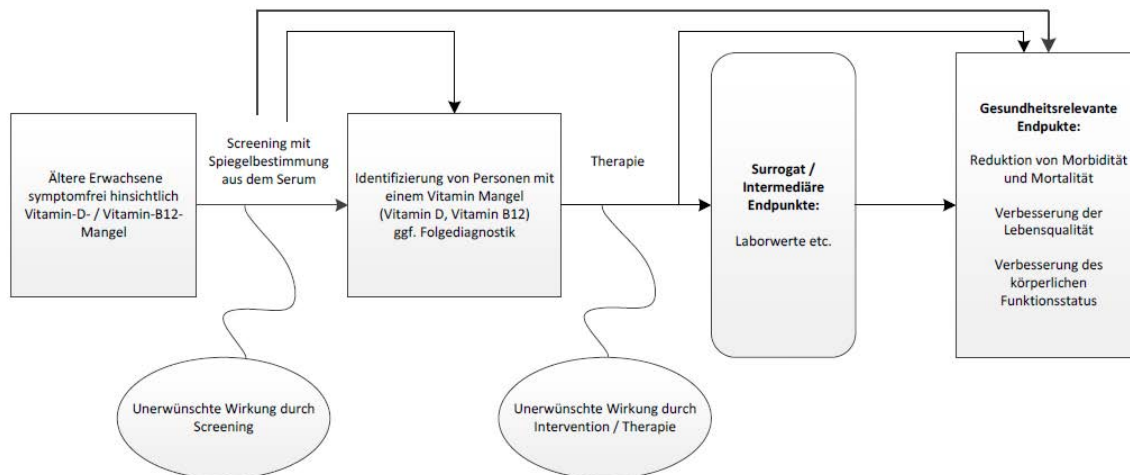 Ältere Erwachsene
symptomfrei hinsichtlich
Vitamin-D- / Vitamin-B12-
Mangel
Screening mit
Spiegelbestimmung
aus dem Serum
Identifizierung von Personen mit
einem Vitamin Mangel
(Vitamin D, Vitamin B12)
ggf. Folgediagnostik
Therapie
Surrogat /
Intermediäre
Endpunkte:
Laborwerte etc.
Gesundheitsrelevante
Endpukte:
Reduktion von Morbidität
und Mortalität
Verbesserung der
Lebensqualität
Verbesserung des
körperlichen
Funktionsstatus
Unerwünschte Wirkung durch
Screening
Unerwünschte Wirkung durch
Intervention / Therapie